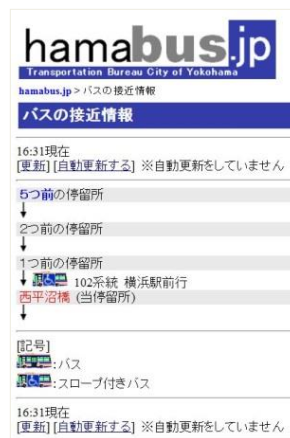 hamabus.jp
Transportation Bureau City of Yokohama
hamabus.jp > バスの接近情報
バスの接近情報
16:31現在
[更新] [自動更新する] ※自動更新をしていません
5つ前の停留所
↓
2つ前の停留所
↓
1つ前の停留所
↓ 102系統 横浜駅前行
西平沼橋 (当停留所)
↓
[記号]
:バス
:スロープ付きバス
16:31現在
[更新] [自動更新する] ※自動更新をしていません